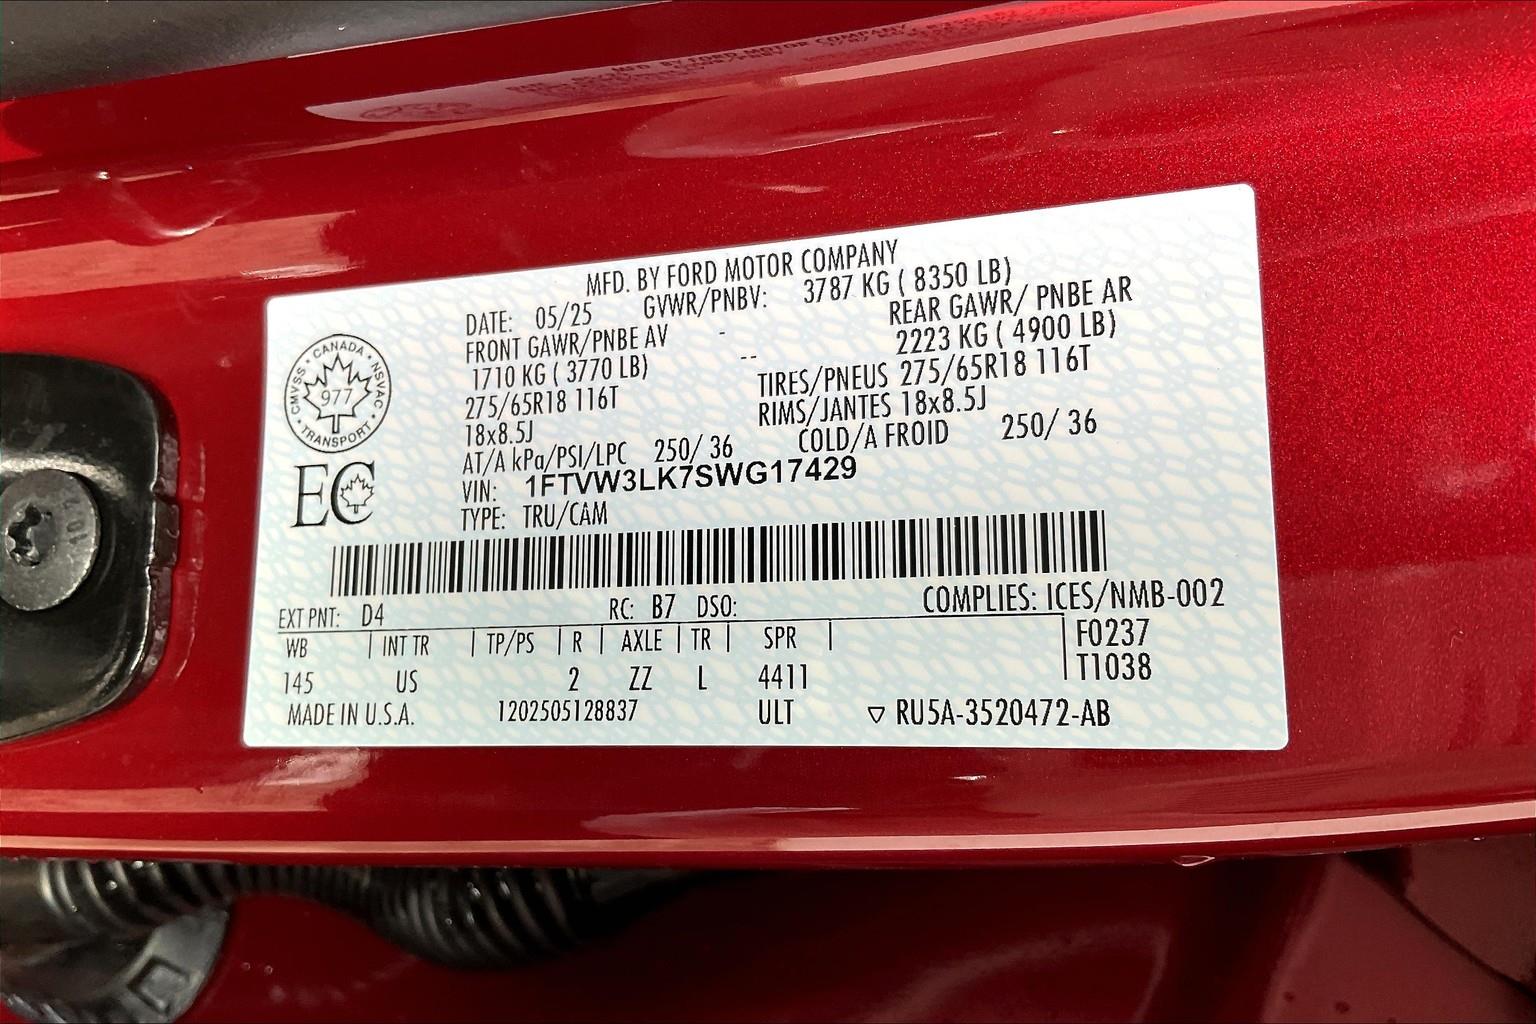 MFD. BY FORD MOTOR COMPANY
DATE: 05/25 GVWR/PNBV: 3787 KG ( 8350 LB)
FRONT GAWR/PNBE AV - REAR GAWR/ PNBE AR
1710 KG ( 3770 LB) -- 2223 KG ( 4900 LB)
275/65R18 116T TIRES/PNEUS 275/65R18 116T
18x8.5J RIMS/JANTES 18x8.5J
AT/A kPa/PSI/LPC 250/ 36 COLD/A FROID 250/ 36
VIN: 1FTVW3LK7SWG17429
TYPE: TRU/CAM
CANADA
CMVSS NSVAC
977
TRANSPORT
EC
EXT PNT: D4 RC: B7 DSO: COMPLIES: ICES/NMB-002
WB | INT TR | TP/PS | R | AXLE | TR | SPR | F0237
145 US 2 ZZ L 4411 T1038
MADE IN U.S.A. 1202505128837 ULT ▽ RU5A-3520472-AB